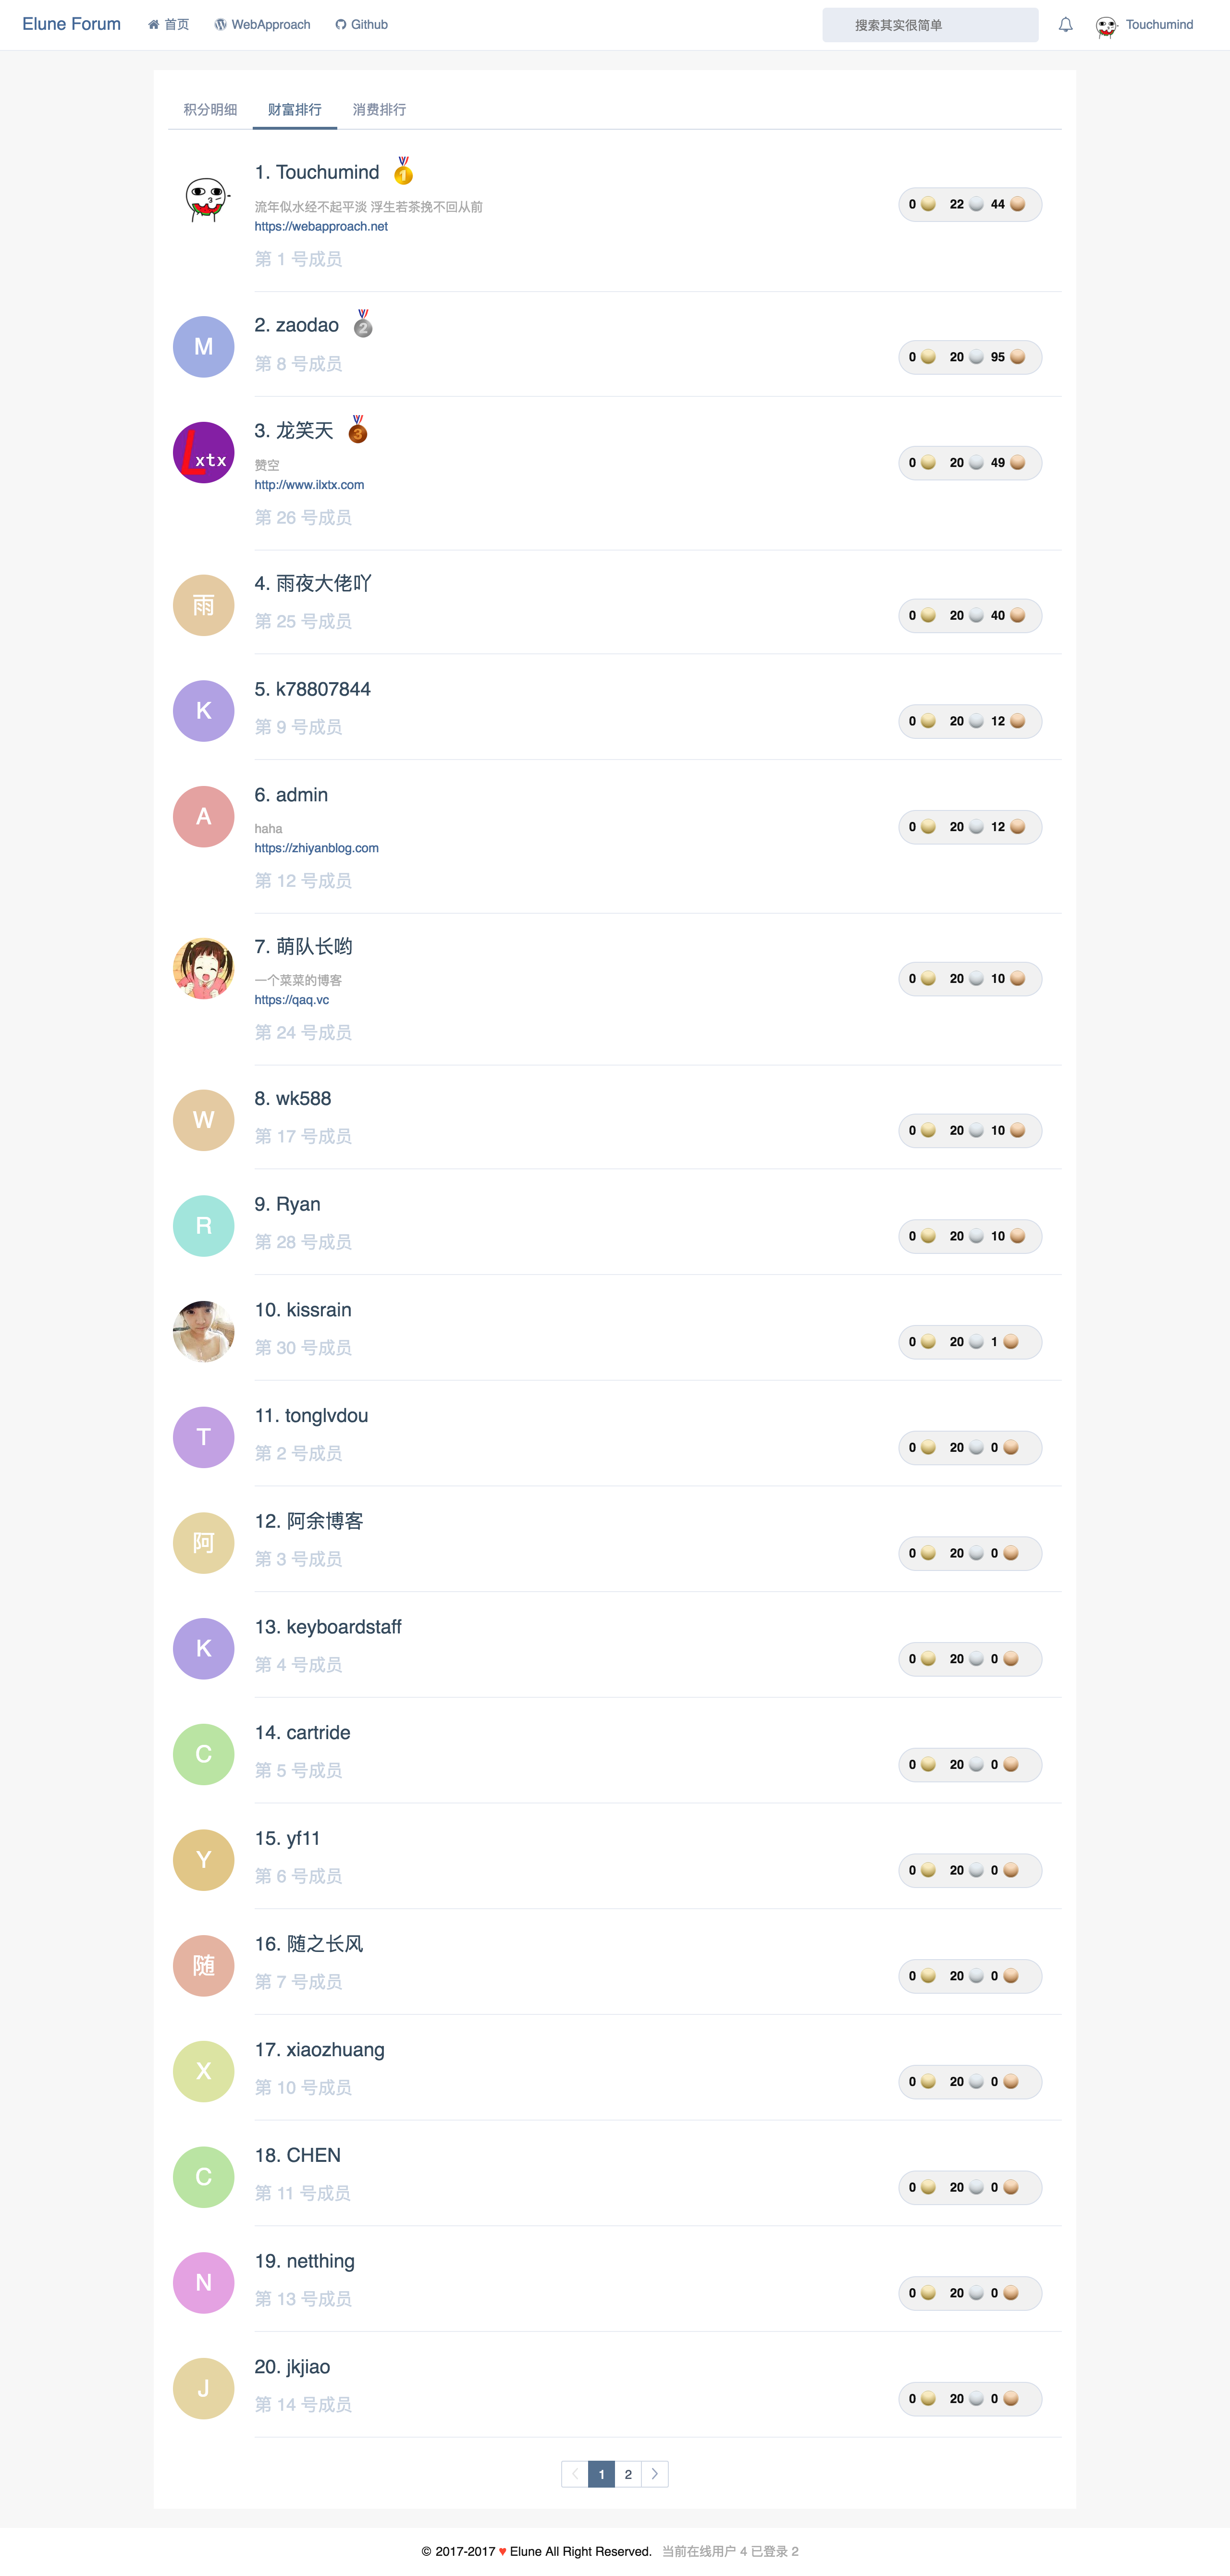 Elune Forum 首页 WebApproach Github 搜索其实很简单 Touchumind
积分明细 财富排行 消费排行
1. Touchumind 1
流年似水经不起平淡 浮生若茶挽不回从前
https://webapproach.net
第 1 号成员
0 22 44
M
2. zaodao 2
第 8 号成员
0 20 95
Lxtx
3. 龙笑天 3
赞空
http://www.ilxtx.com
第 26 号成员
0 20 49
雨
4. 雨夜大佬吖
第 25 号成员
0 20 40
K
5. k78807844
第 9 号成员
0 20 12
A
6. admin
haha
https://zhiyanblog.com
第 12 号成员
0 20 12
7. 萌队长哟
一个菜菜的博客
https://qaq.vc
第 24 号成员
0 20 10
W
8. wk588
第 17 号成员
0 20 10
R
9. Ryan
第 28 号成员
0 20 10
10. kissrain
第 30 号成员
0 20 1
T
11. tonglvdou
第 2 号成员
0 20 0
阿
12. 阿余博客
第 3 号成员
0 20 0
K
13. keyboardstaff
第 4 号成员
0 20 0
C
14. cartride
第 5 号成员
0 20 0
Y
15. yf11
第 6 号成员
0 20 0
随
16. 随之长风
第 7 号成员
0 20 0
X
17. xiaozhuang
第 10 号成员
0 20 0
C
18. CHEN
第 11 号成员
0 20 0
N
19. netthing
第 13 号成员
0 20 0
J
20. jkjiao
第 14 号成员
0 20 0
1 2
© 2017-2017 ♥ Elune All Right Reserved. 当前在线用户 4 已登录 2